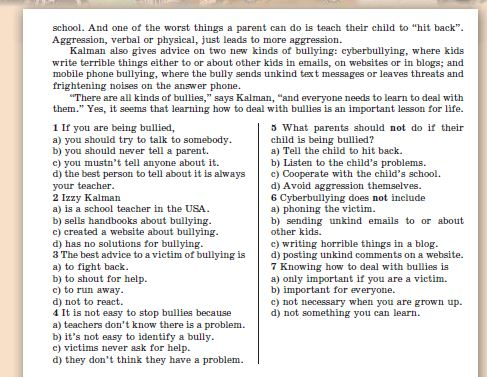 school. And one of the worst things a parent can do is teach their child to “hit back”.
Aggression, verbal or physical, just leads to more aggression.
Kalman also gives advice on two new kinds of bullying: cyberbullying, where kids
write terrible things either to or about other kids in emails, on websites or in blogs; and
mobile phone bullying, where the bully sends unkind text messages or leaves threats and
frightening noises on the answer phone.
“There are all kinds of bullies,” says Kalman, “and everyone needs to learn to deal with
them.” Yes, it seems that learning how to deal with bullies is an important lesson for life.
1 If you are being bullied,
a) you should try to talk to somebody.
b) you should never tell a parent.
c) you mustn’t tell anyone about it.
d) the best person to tell about it is always
your teacher.
2 Izzy Kalman
a) is a school teacher in the USA.
b) sells handbooks about bullying.
c) created a website about bullying.
d) has no solutions for bullying.
3 The best advice to a victim of bullying is
a) to fight back.
b) to shout for help.
c) to run away.
d) not to react.
4 It is not easy to stop bullies because
a) teachers don’t know there is a problem.
b) it’s not easy to identify a bully.
c) victims never ask for help.
d) they don’t think they have a problem.
5 What parents should not do if their
child is being bullied?
a) Tell the child to hit back.
b) Listen to the child’s problems.
c) Cooperate with the child’s school.
d) Avoid aggression themselves.
6 Cyberbullying does not include
a) phoning the victim.
b) sending unkind emails to or about
other kids.
c) writing horrible things in a blog.
d) posting unkind comments on a website.
7 Knowing how to deal with bullies is
a) only important if you are a victim.
b) important for everyone.
c) not necessary when you are grown up.
d) not something you can learn.